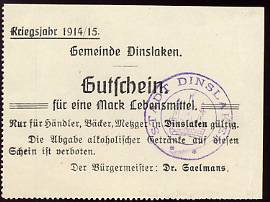 Kriegsjahr 1914/15.
Gemeinde Dinslaken.
Gutschein
für eine Mark Lebensmittel.
Nur für Händler, Bäcker, Metzger in Dinslaken gültig.
Die Abgabe alkoholischer Getränke auf diesen
Schein ist verboten.
Der Bürgermeister: Dr. Saelmans.
STADT DINSLAKEN